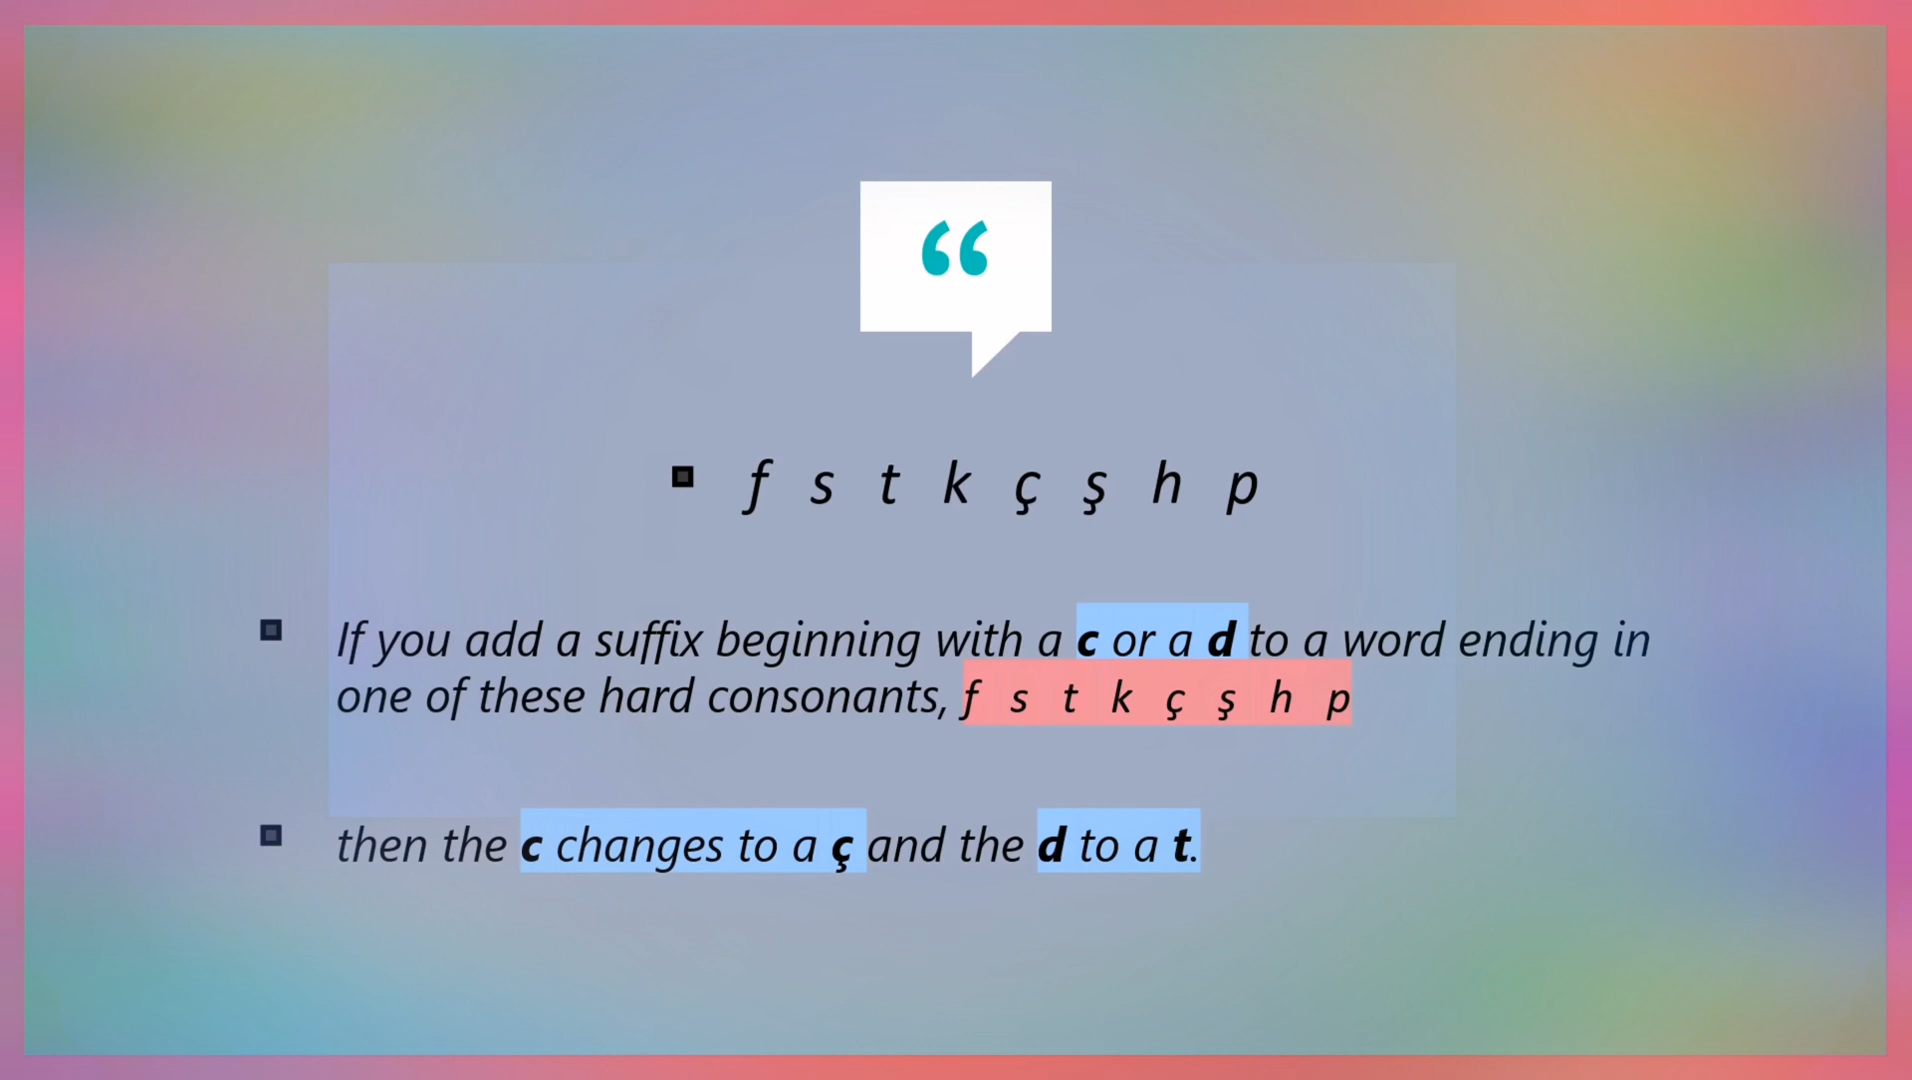 “
f s t k ç ş h p
If you add a suffix beginning with a c or a d to a word ending in
one of these hard consonants, f s t k ç ş h p
then the c changes to a ç and the d to a t.